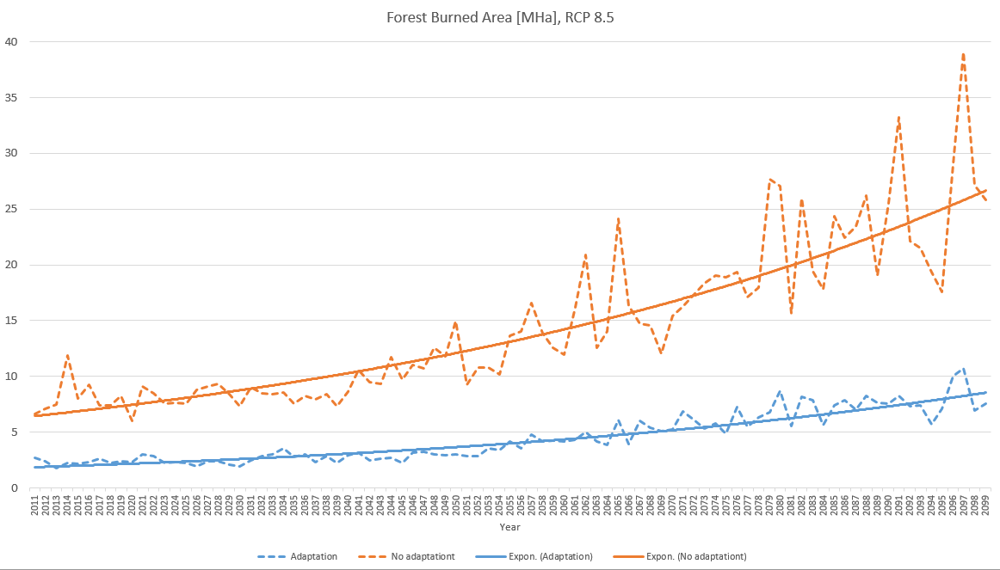 Forest Burned Area [MHa], RCP 8.5
40
35
30
25
20
15
10
5
0
2011 2012 2013 2014 2015 2016 2017 2018 2019 2020 2021 2022 2023 2024 2025 2026 2027 2028 2029 2030 2031 2032 2033 2034 2035 2036 2037 2038 2039 2040 2041 2042 2043 2044 2045 2046 2047 2048 2049 2050 2051 2052 2053 2054 2055 2056 2057 2058 2059 2060 2061 2062 2063 2064 2065 2066 2067 2068 2069 2070 2071 2072 2073 2074 2075 2076 2077 2078 2079 2080 2081 2082 2083 2084 2085 2086 2087 2088 2089 2090 2091 2092 2093 2094 2095 2096 2097 2098 2099
Year
Adaptation No adaptationt Expon. (Adaptation) Expon. (No adaptationt)